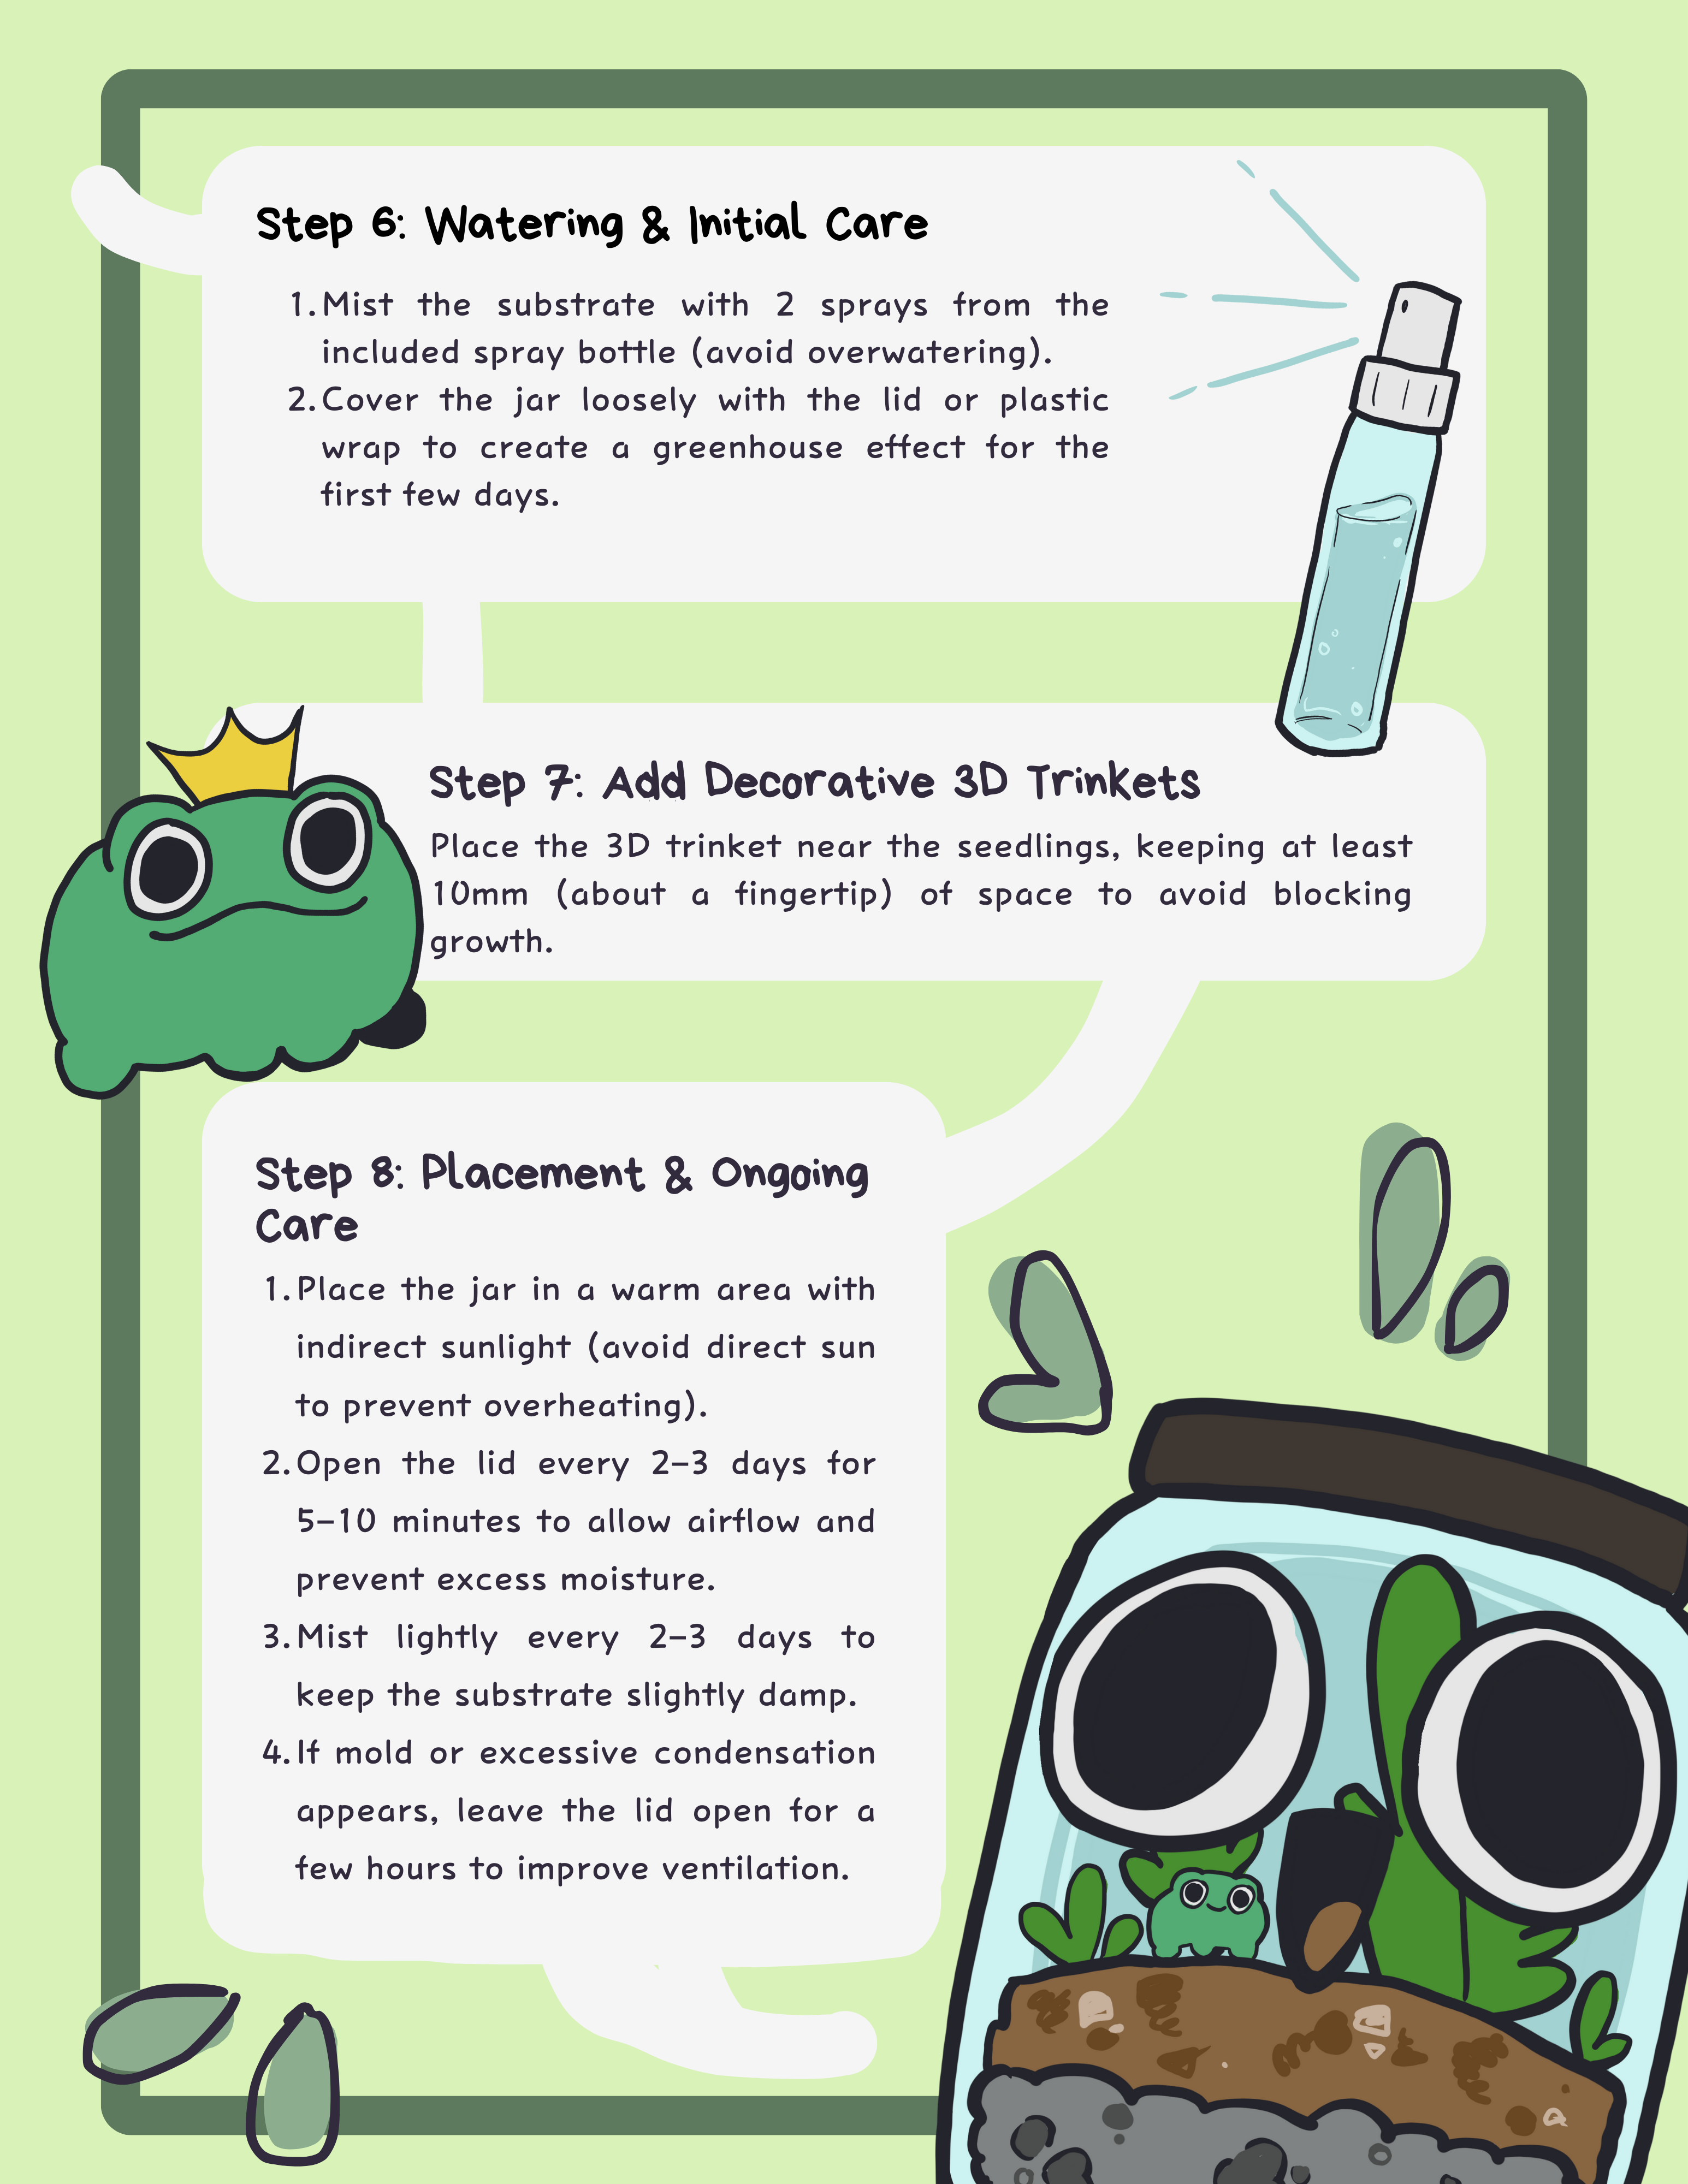 Step 6: Watering & Initial Care
1. Mist the substrate with 2 sprays from the
included spray bottle (avoid overwatering).
2. Cover the jar loosely with the lid or plastic
wrap to create a greenhouse effect for the
first few days.
Step 7: Add Decorative 3D Trinkets
Place the 3D trinket near the seedlings, keeping at least
10mm (about a fingertip) of space to avoid blocking
growth.
Step 8: Placement & Ongoing
Care
1. Place the jar in a warm area with
indirect sunlight (avoid direct sun
to prevent overheating).
2. Open the lid every 2–3 days for
5–10 minutes to allow airflow and
prevent excess moisture.
3. Mist lightly every 2–3 days to
keep the substrate slightly damp.
4. If mold or excessive condensation
appears, leave the lid open for a
few hours to improve ventilation.